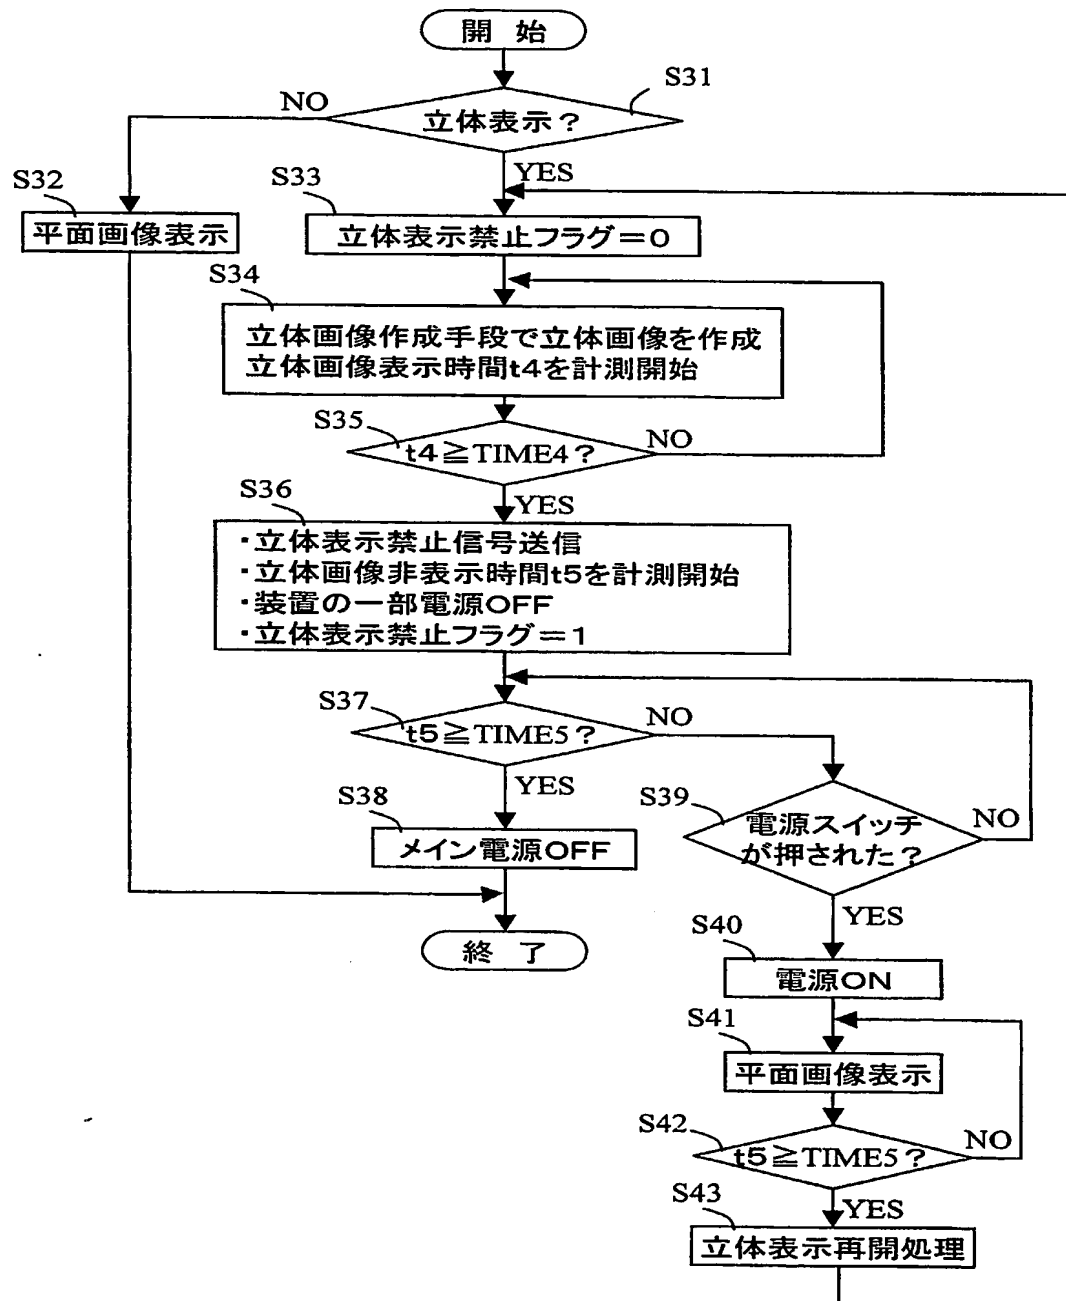 開 始
S31
立体表示?
NO
YES
S32
平面画像表示
S33
立体表示禁止フラグ=0
S34
立体画像作成手段で立体画像を作成
立体画像表示時間t4を計測開始
S35
t4≧TIME4?
NO
YES
S36
・立体表示禁止信号送信
・立体画像非表示時間t5を計測開始
・装置の一部電源OFF
・立体表示禁止フラグ=1
S37
t5≧TIME5?
NO
YES
S38
メイン電源OFF
S39
電源スイッチ
が押された?
NO
YES
終 了
S40
電源ON
S41
平面画像表示
S42
t5≧TIME5?
NO
YES
S43
立体表示再開処理